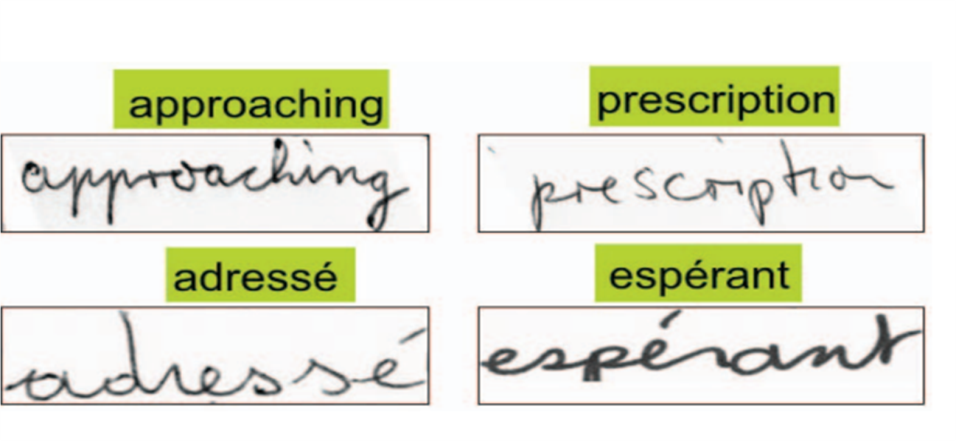 approaching prescription
approaching prescription
adressé espérant
adressé espérant